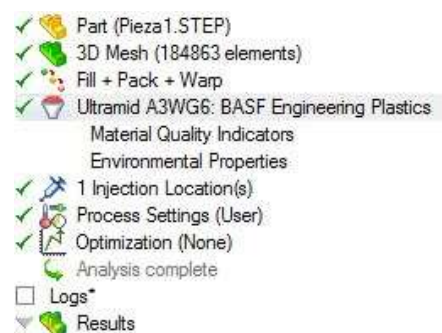 Part (Pieza1.STEP)
3D Mesh (184863 elements)
Fill + Pack + Warp
Ultramid A3WG6: BASF Engineering Plastics
Material Quality Indicators
Environmental Properties
1 Injection Location(s)
Process Settings (User)
Optimization (None)
Analysis complete
Logs*
Results